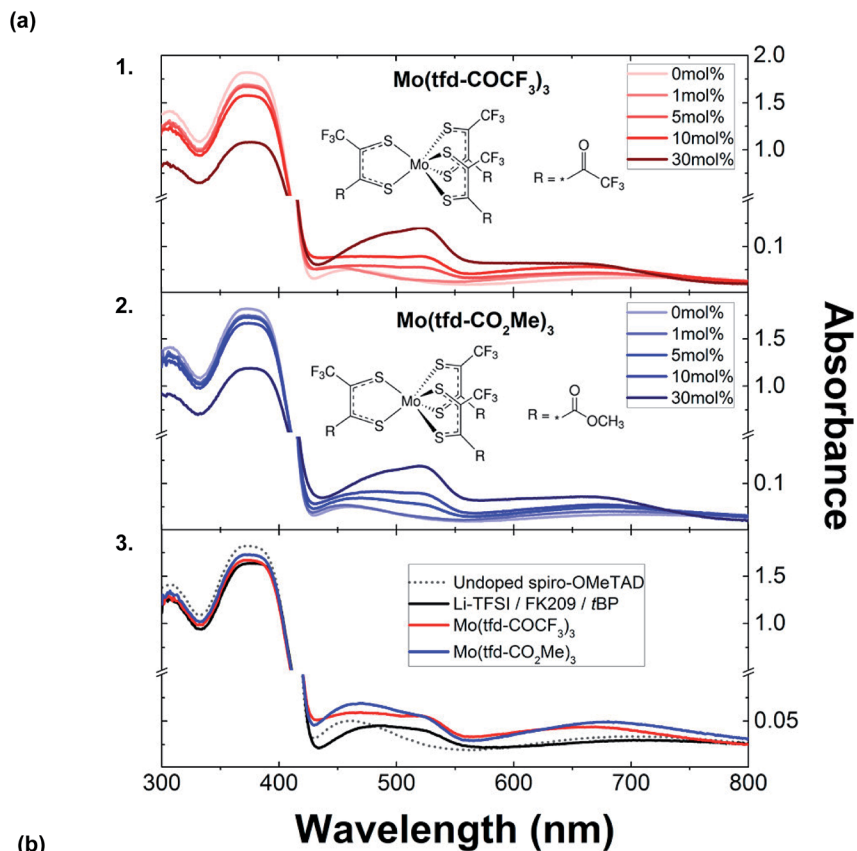 (a)
1.
Mo(tfd-COCF₃)₃
0mol%
1mol%
5mol%
10mol%
30mol%
F₃C
S
S
CF₃
CF₃
Mo
S
S
S
S
R
R
R
R = * O CF₃
2.0
1.5
1.0
0.1
2.
Mo(tfd-CO₂Me)₃
0mol%
1mol%
5mol%
10mol%
30mol%
F₃C
S
S
CF₃
CF₃
Mo
S
S
S
S
R
R
R
R = * O OCH₃
1.5
1.0
0.1
3.
Undoped spiro-OMeTAD
Li-TFSI / FK209 / tBP
Mo(tfd-COCF₃)₃
Mo(tfd-CO₂Me)₃
1.5
1.0
0.05
Absorbance
300 400 500 600 700 800
Wavelength (nm)
(b)